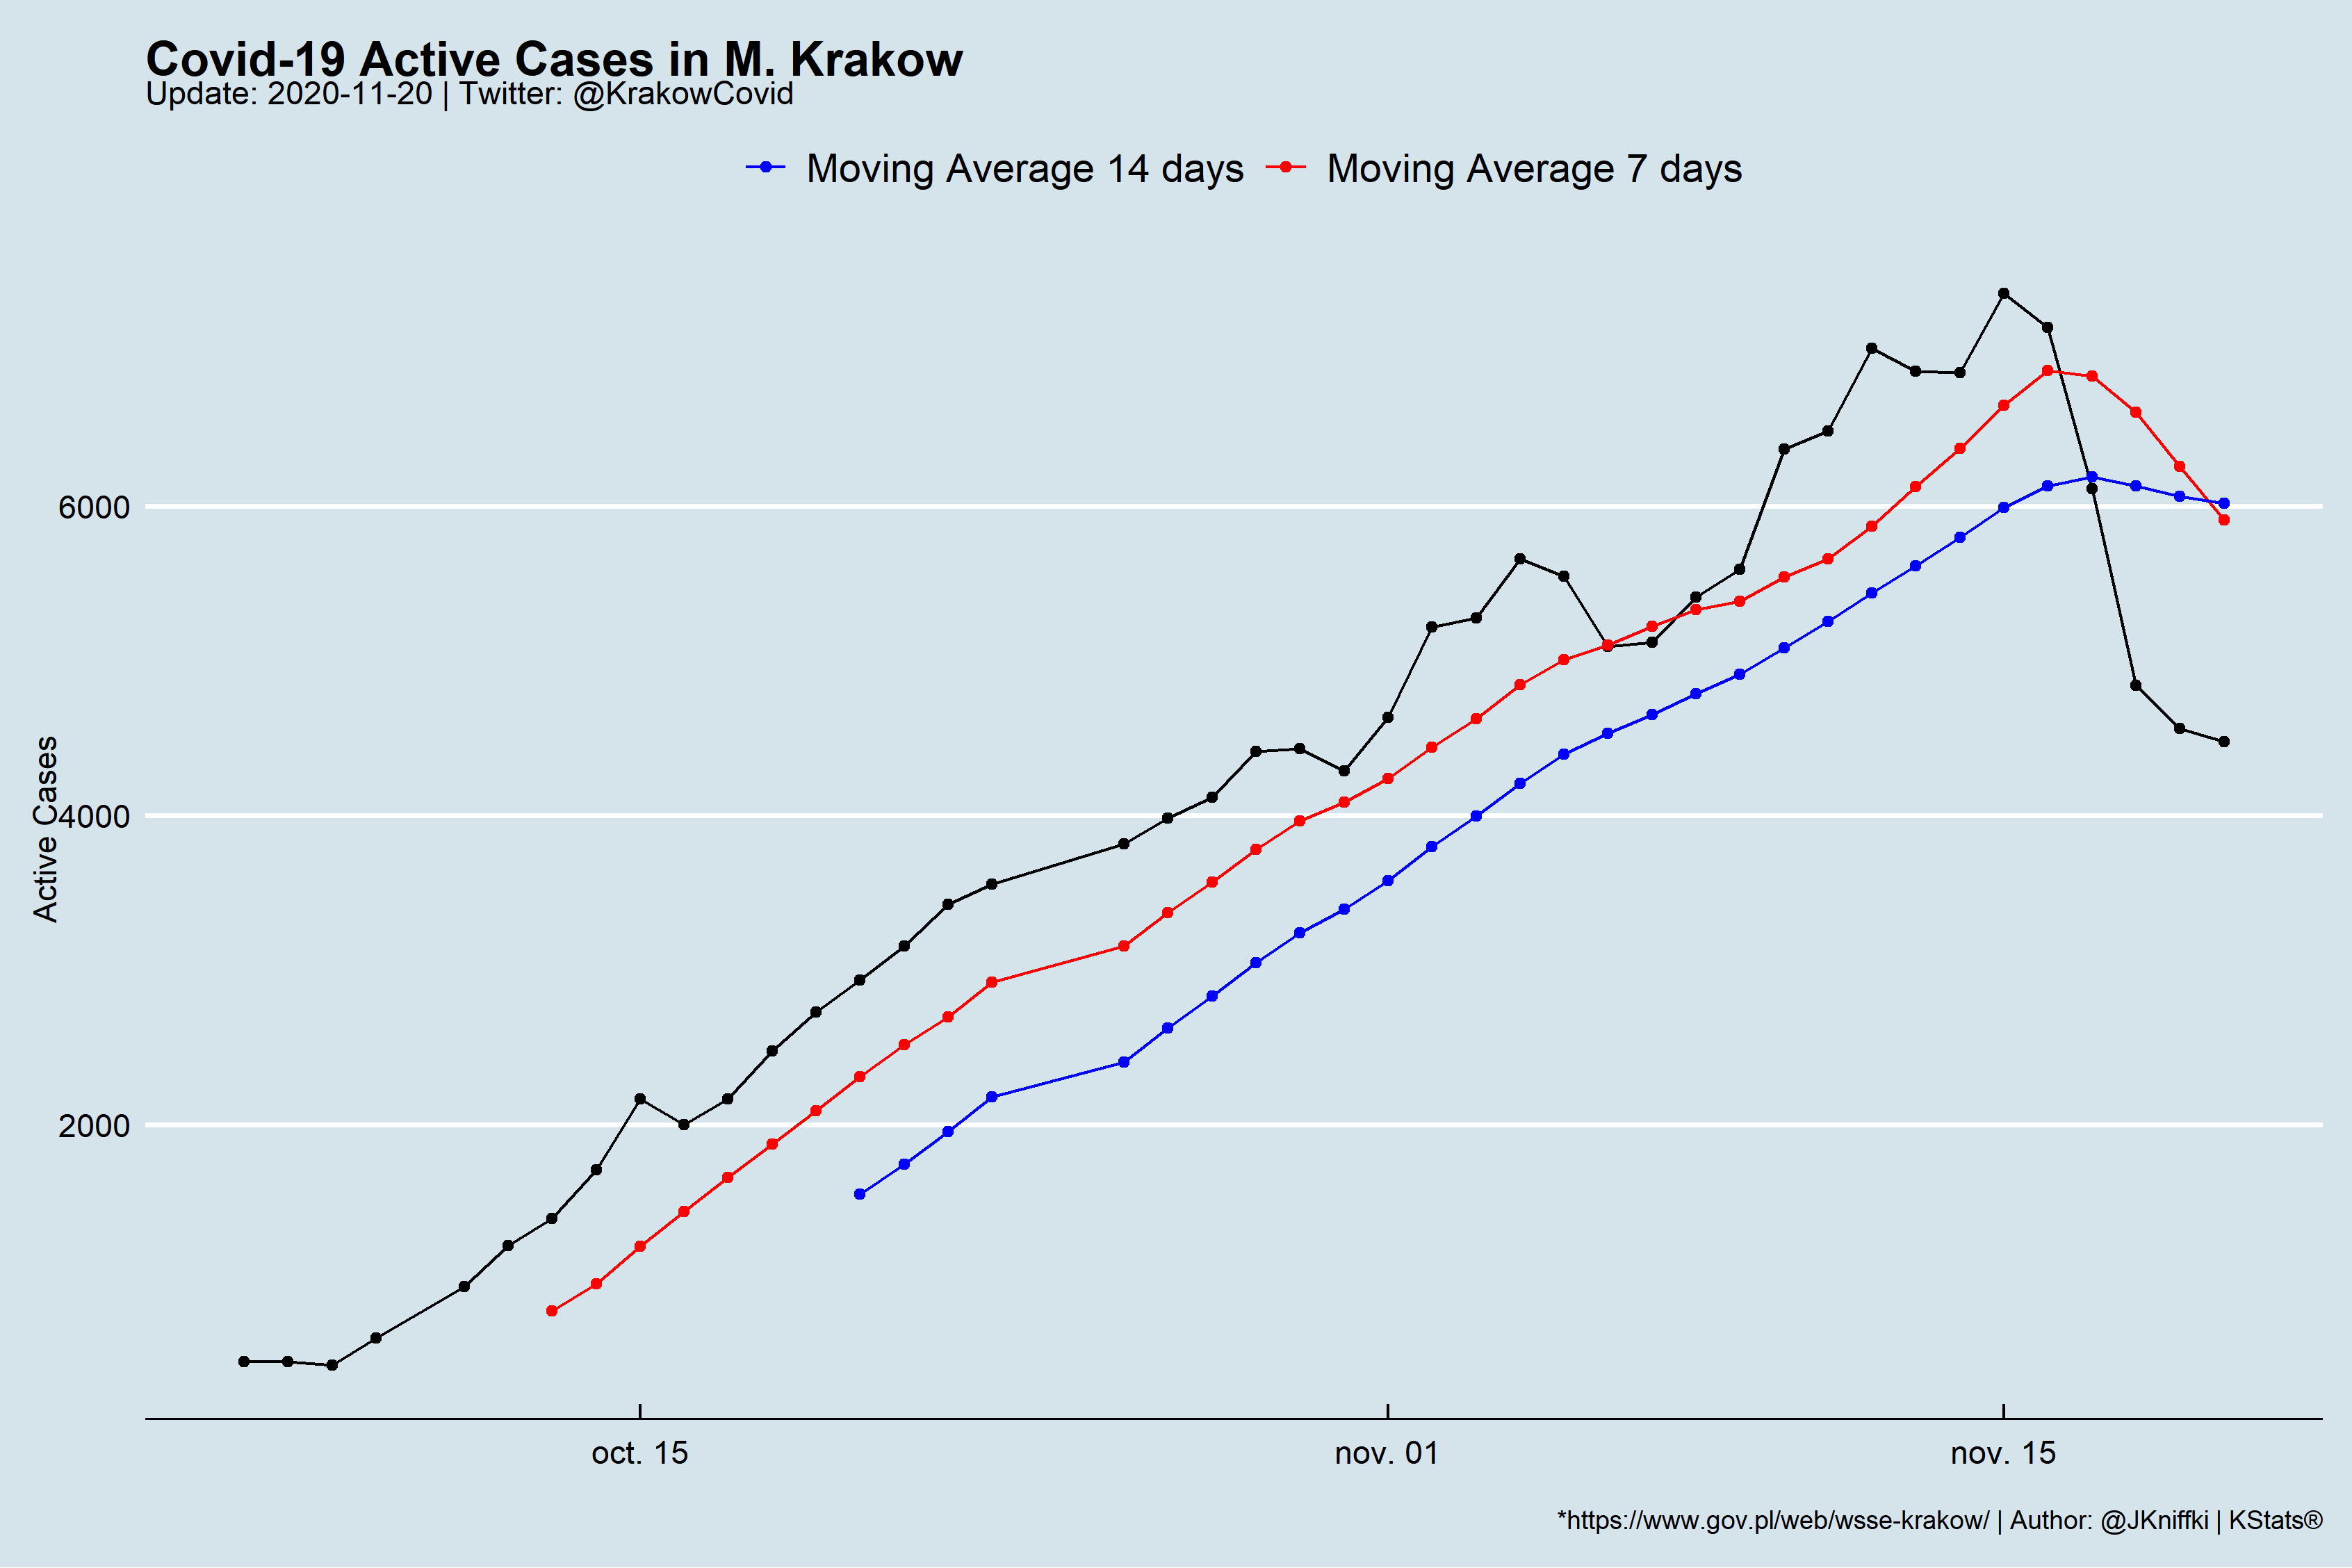 Covid-19 Active Cases in M. Krakow
Update: 2020-11-20 | Twitter: @KrakowCovid
Moving Average 14 days
Moving Average 7 days
Active Cases
6000
4000
2000
oct. 15
nov. 01
nov. 15
*https://www.gov.pl/web/wsse-krakow/ | Author: @JKniffki | KStats®